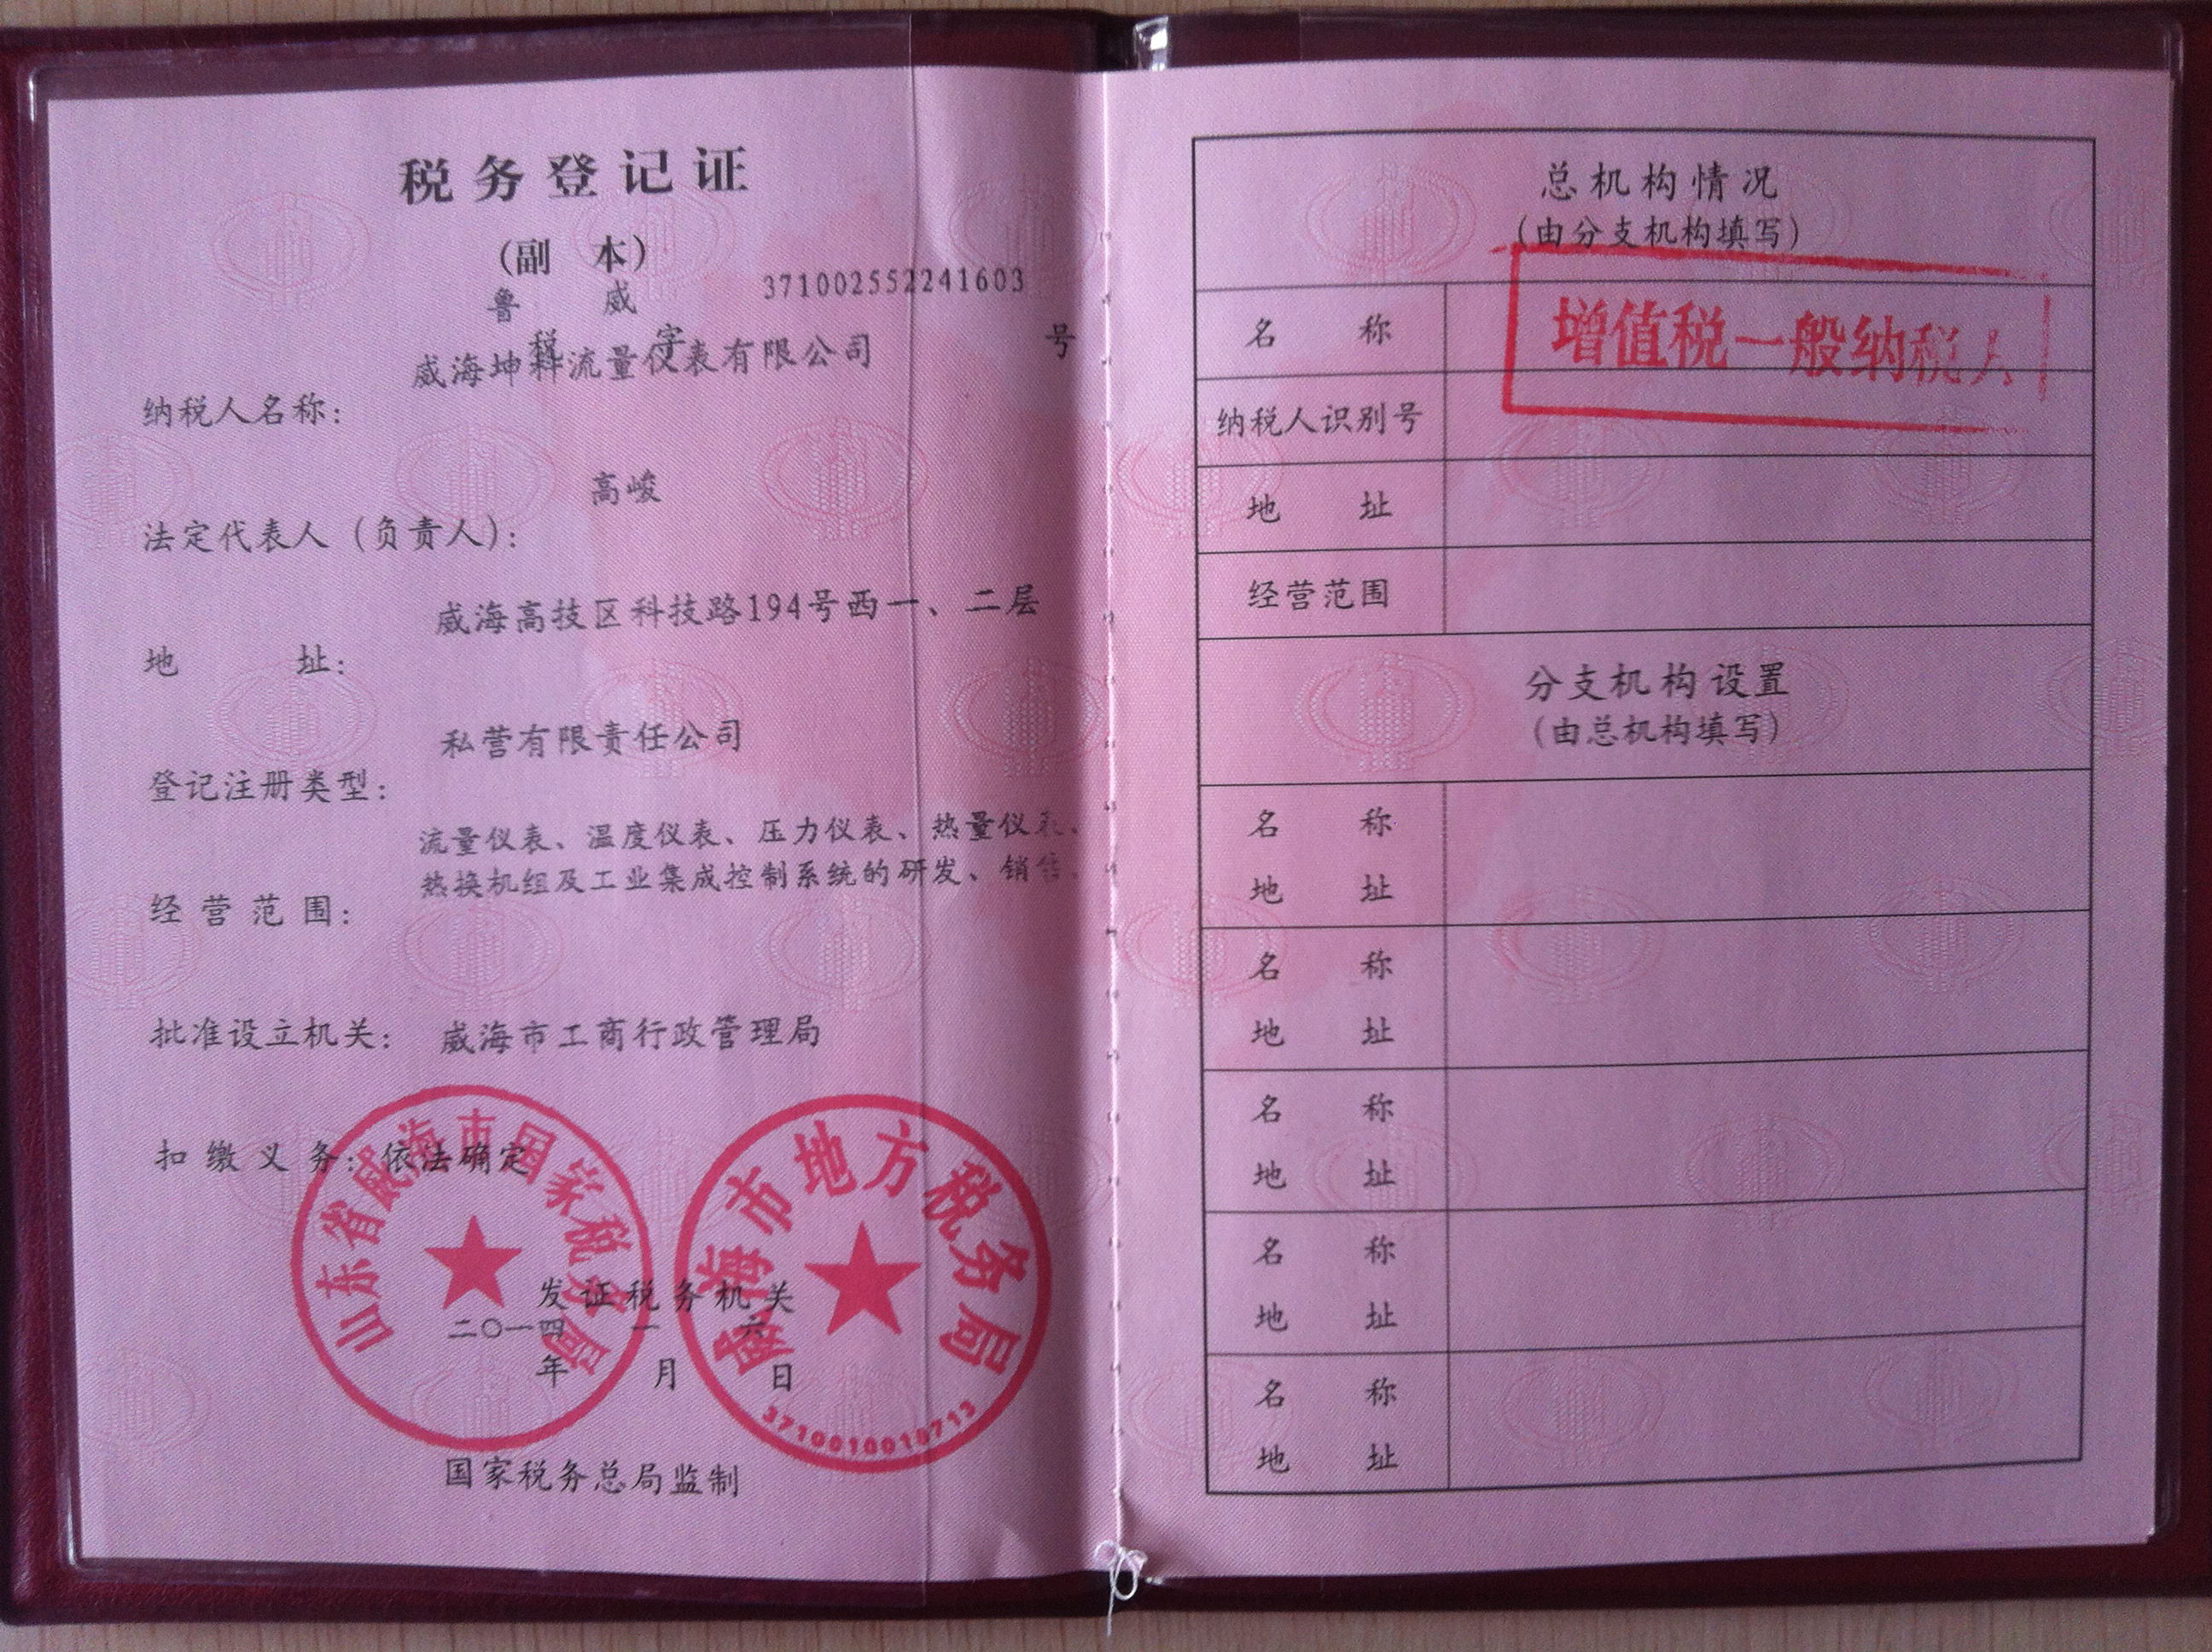 税务登记证
(副 本)
鲁 威 371002552241603
税 字 号
威海坤科流量仪表有限公司
纳税人名称:
高峻
法定代表人(负责人):
威海高技区科技路194号西一、二层
地 址:
私营有限责任公司
登记注册类型:
流量仪表、温度仪表、压力仪表、热量仪表、
热换机组及工业集成控制系统的研发、销售、
经营范围:
批准设立机关: 威海市工商行政管理局
扣缴义务: 依法确定
山东省威海市国家税务局
威海市地方税务局
3710010018713
发证税务机关
二〇一四 一 六
年 月 日
国家税务总局监制
总机构情况
(由分支机构填写)
增值税一般纳税人
名 称
纳税人识别号
地 址
经营范围
分支机构设置
(由总机构填写)
名 称
地 址
名 称
地 址
名 称
地 址
名 称
地 址
名 称
地 址